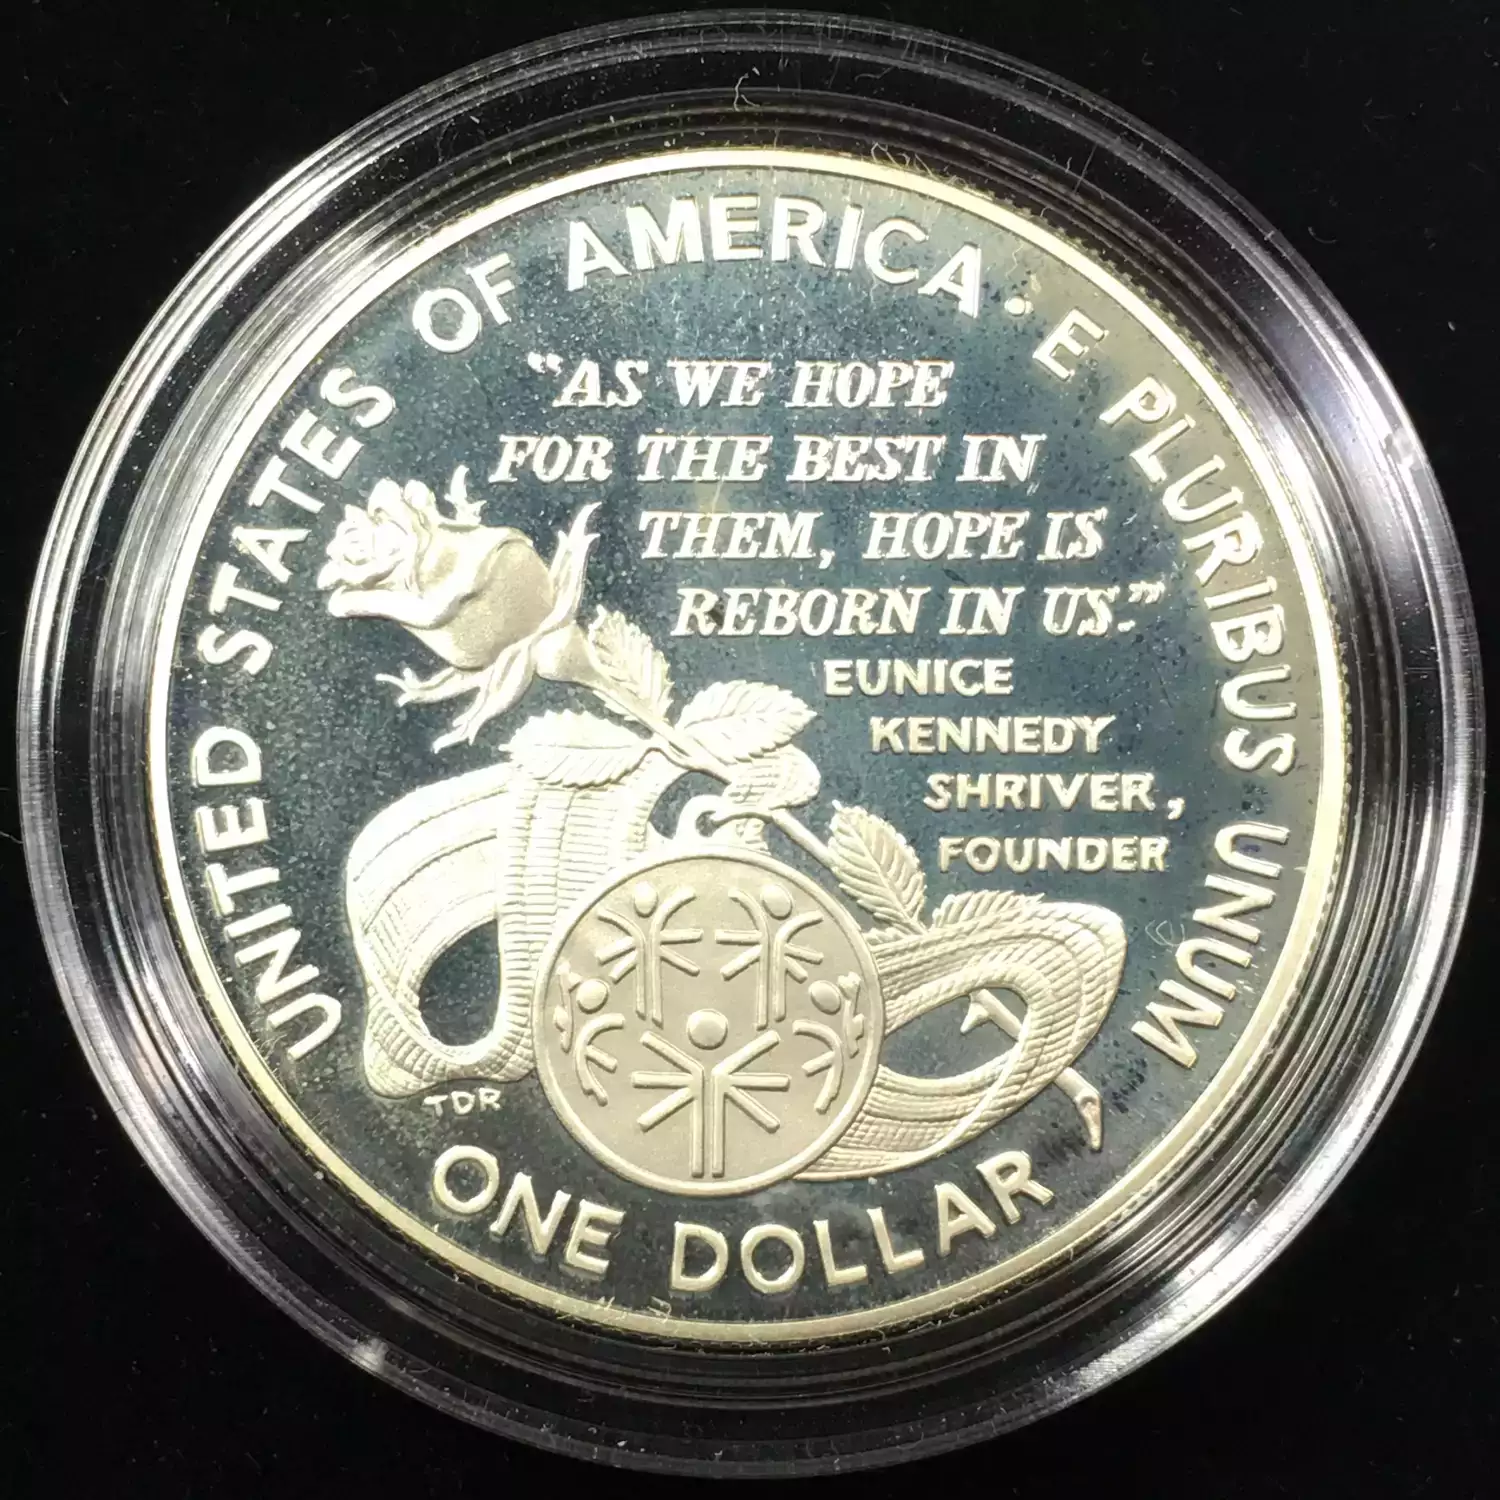 UNITED STATES OF AMERICA · E PLURIBUS UNUM
“AS WE HOPE
FOR THE BEST IN
THEM, HOPE IS
REBORN IN US.”
EUNICE
KENNEDY
SHRIVER,
FOUNDER
TDR
ONE DOLLAR